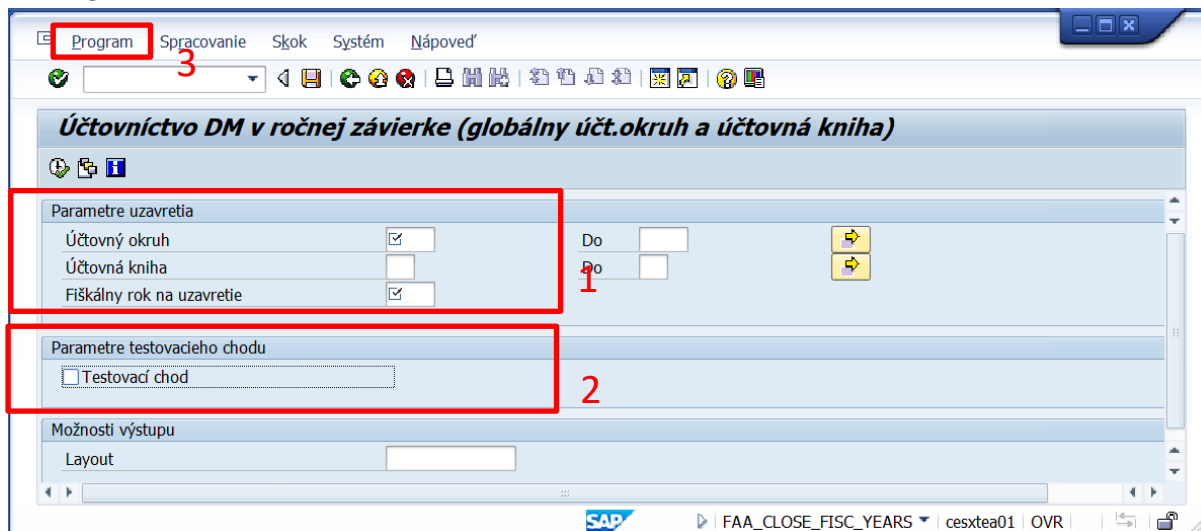 Program Spracovanie Skok Systém Nápoveď
3
Účtovníctvo DM v ročnej závierke (globálny účt.okruh a účtovná kniha)
Parametre uzavretia
Účtovný okruh Do
Účtovná kniha Do
1
Fiškálny rok na uzavretie
Parametre testovacieho chodu
Testovací chod
2
Možnosti výstupu
Layout
SAP FAA_CLOSE_FISC_YEARS cesxtea01 OVR